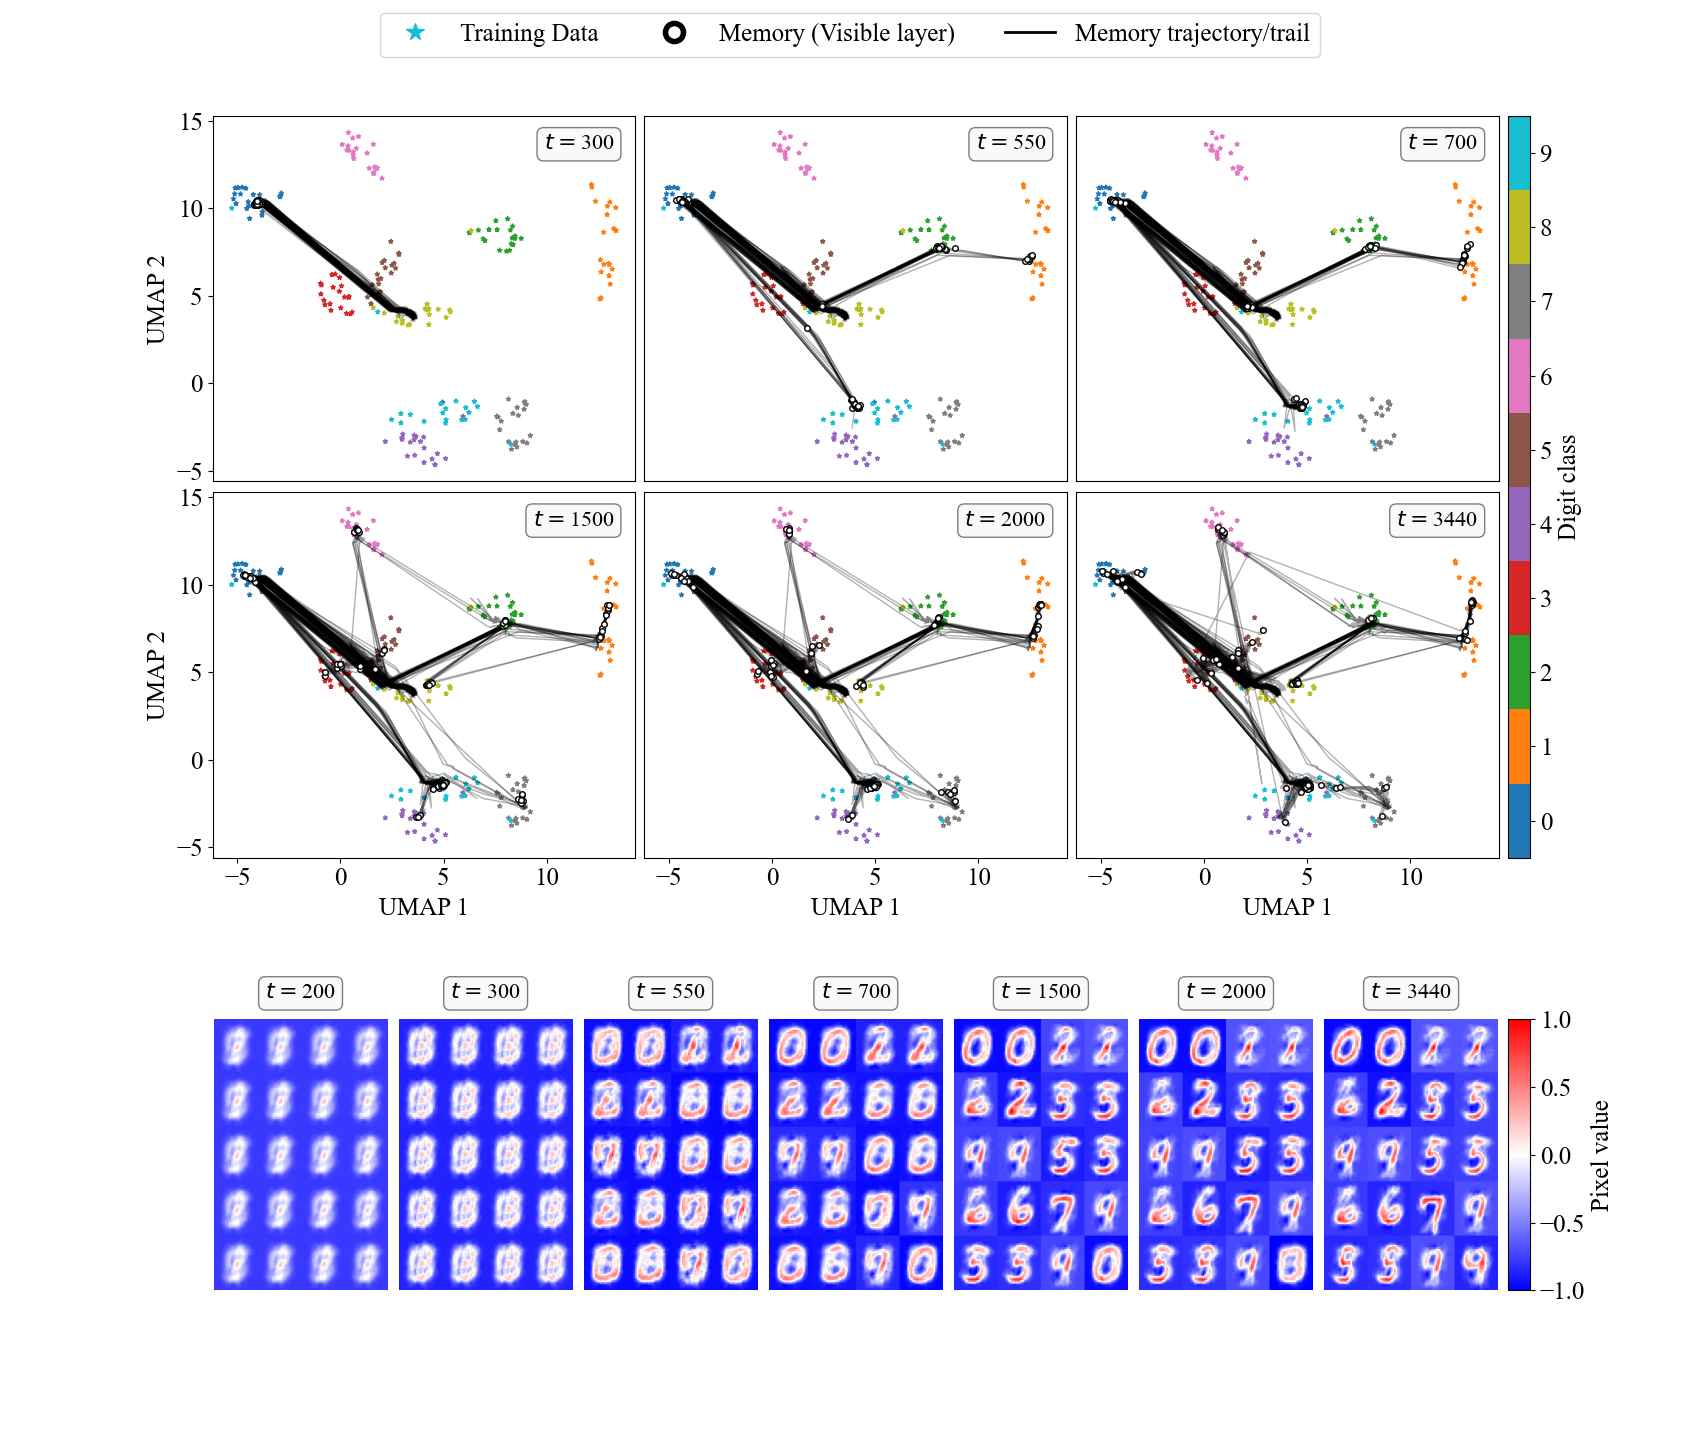 Training Data
Memory (Visible layer)
Memory trajectory/trail
15
10
5
0
−5
UMAP 2
t = 300
t = 550
t = 700
15
10
5
0
−5
UMAP 2
t = 1500
t = 2000
t = 3440
−5 0 5 10
UMAP 1
−5 0 5 10
UMAP 1
−5 0 5 10
UMAP 1
9
8
7
6
5
4
3
2
1
0
Digit class
t = 200
t = 300
t = 550
t = 700
t = 1500
t = 2000
t = 3440
1.0
0.5
0.0
−0.5
−1.0
Pixel value